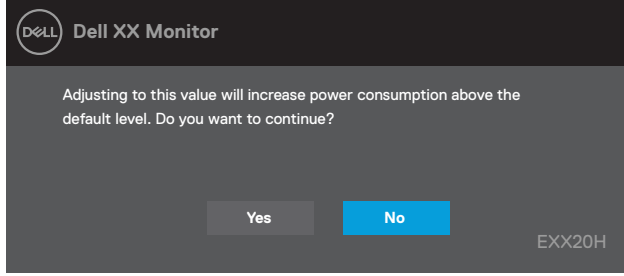 DELL Dell XX Monitor
Adjusting to this value will increase power consumption above the
default level. Do you want to continue?
Yes No
EXX20H